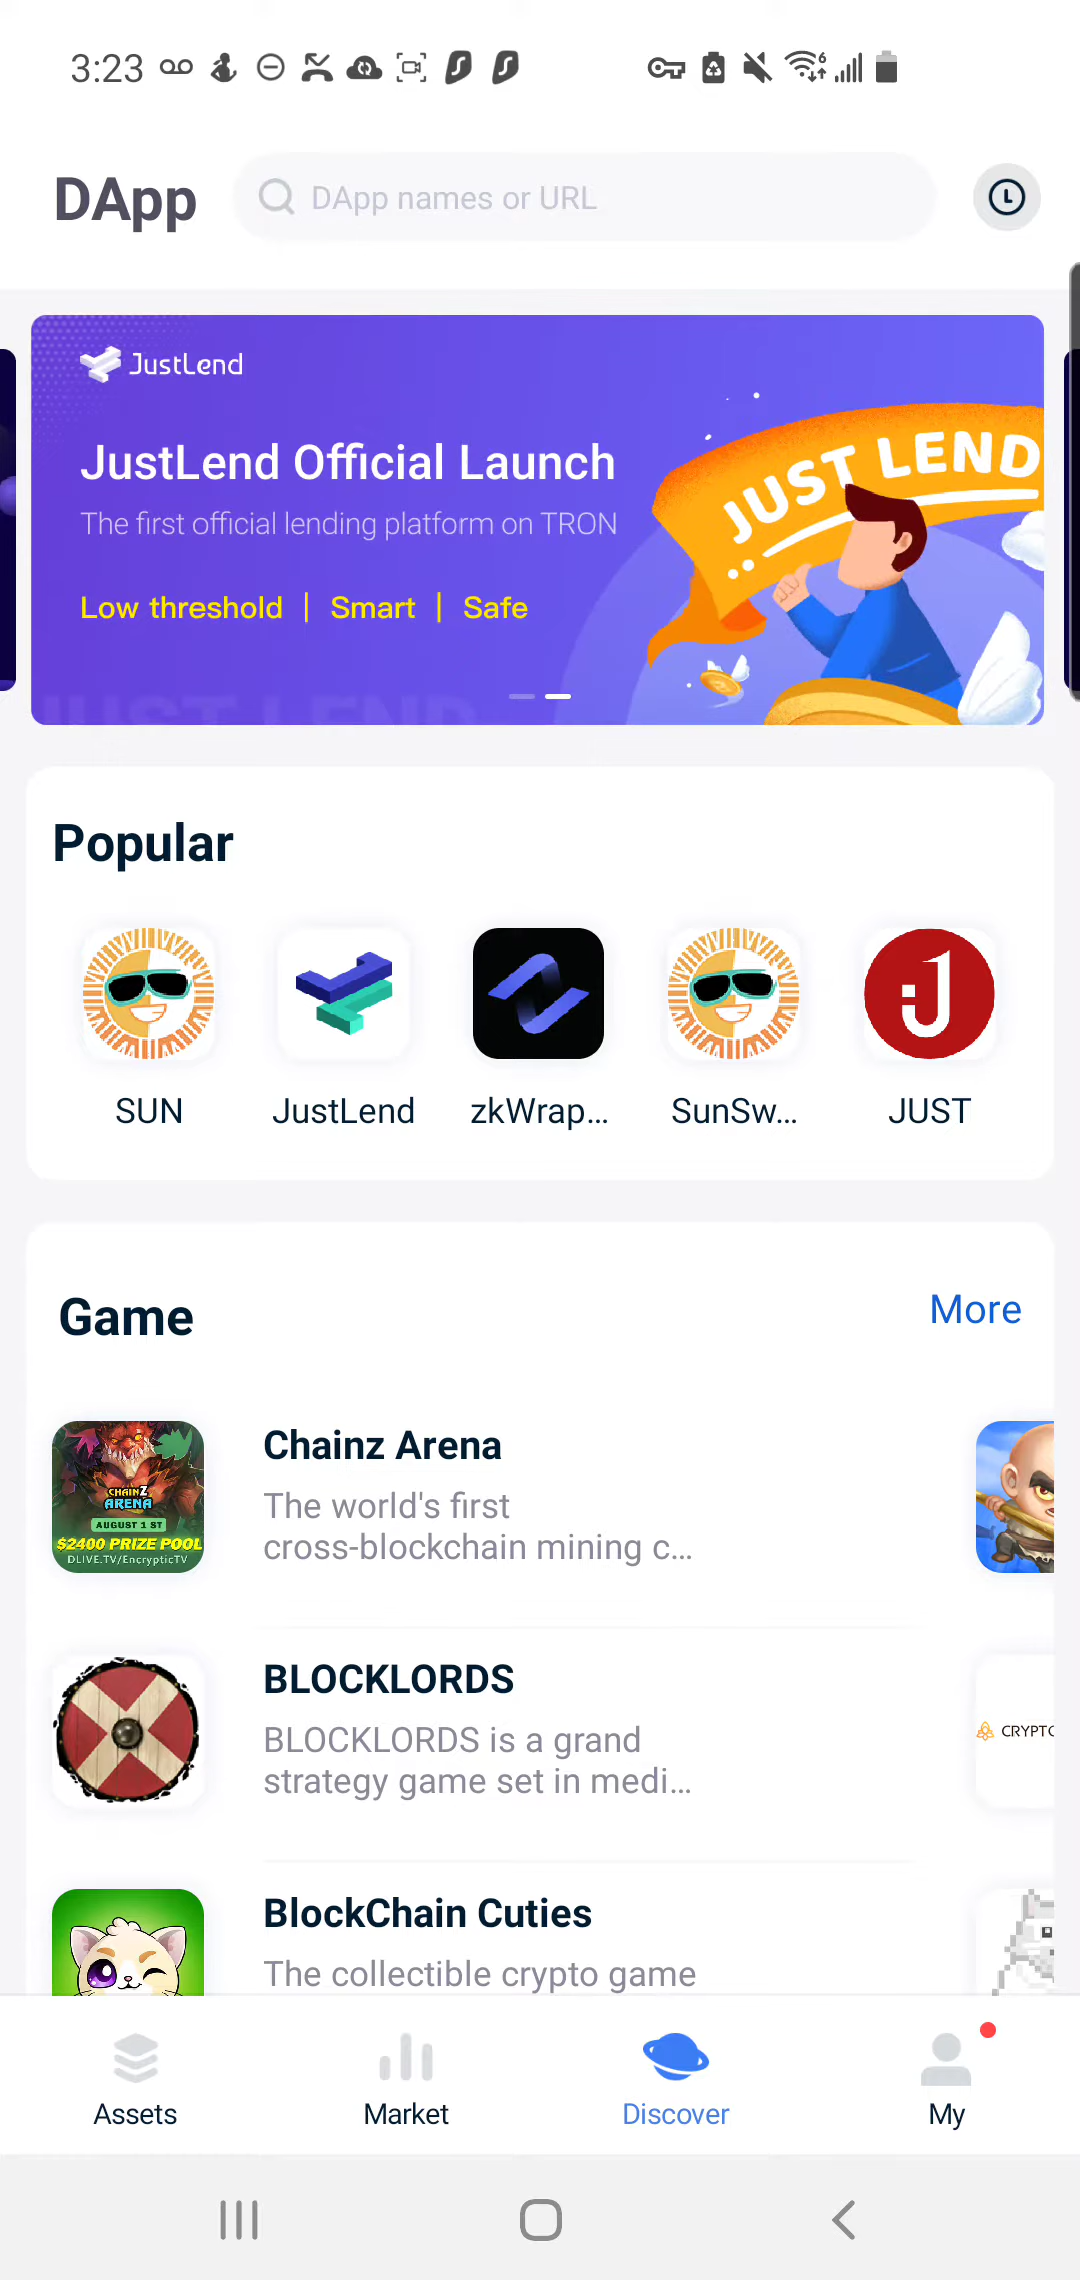 3:23
DApp
DApp names or URL
JustLend
JustLend Official Launch
The first official lending platform on TRON
Low threshold | Smart | Safe
JUST LEND
JUST LEND
Popular
SUN
JustLend
zkWrap...
SunSw...
JUST
Game
More
CHAINZ
ARENA
AUGUST 1 ST
$2400 PRIZE POOL
DLIVE.TV/EncrypticTV
Chainz Arena
The world's first
cross-blockchain mining c...
BLOCKLORDS
BLOCKLORDS is a grand
strategy game set in medi...
CRYPTO
BlockChain Cuties
The collectible crypto game
Assets
Market
Discover
My